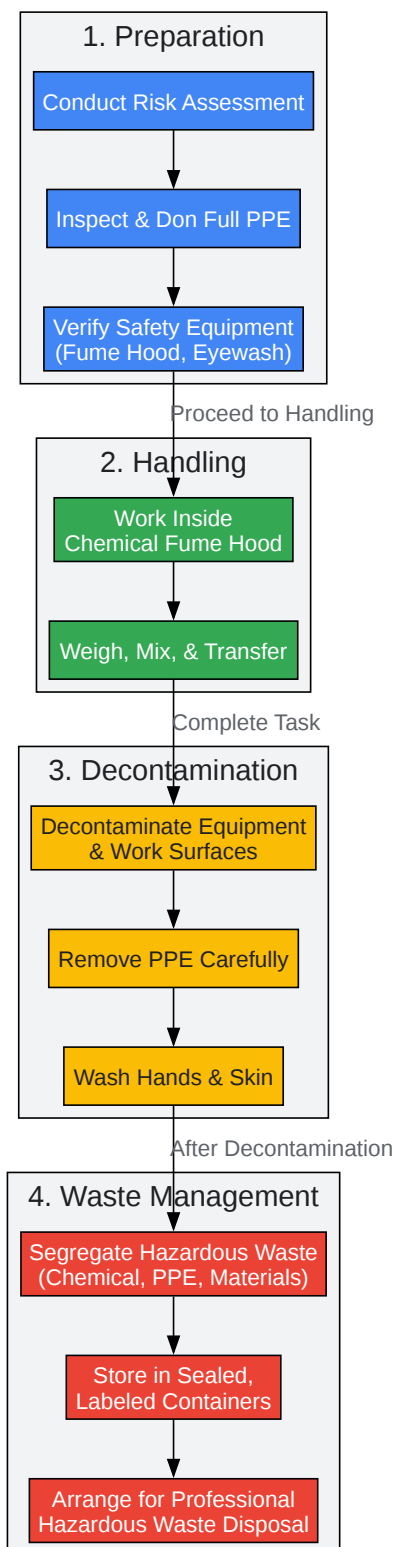 1. Preparation
Conduct Risk Assessment
Inspect & Don Full PPE
Verify Safety Equipment
(Fume Hood, Eyewash)
Proceed to Handling
2. Handling
Work Inside
Chemical Fume Hood
Weigh, Mix, & Transfer
Complete Task
3. Decontamination
Decontaminate Equipment
& Work Surfaces
Remove PPE Carefully
Wash Hands & Skin
After Decontamination
4. Waste Management
Segregate Hazardous Waste
(Chemical, PPE, Materials)
Store in Sealed,
Labeled Containers
Arrange for Professional
Hazardous Waste Disposal